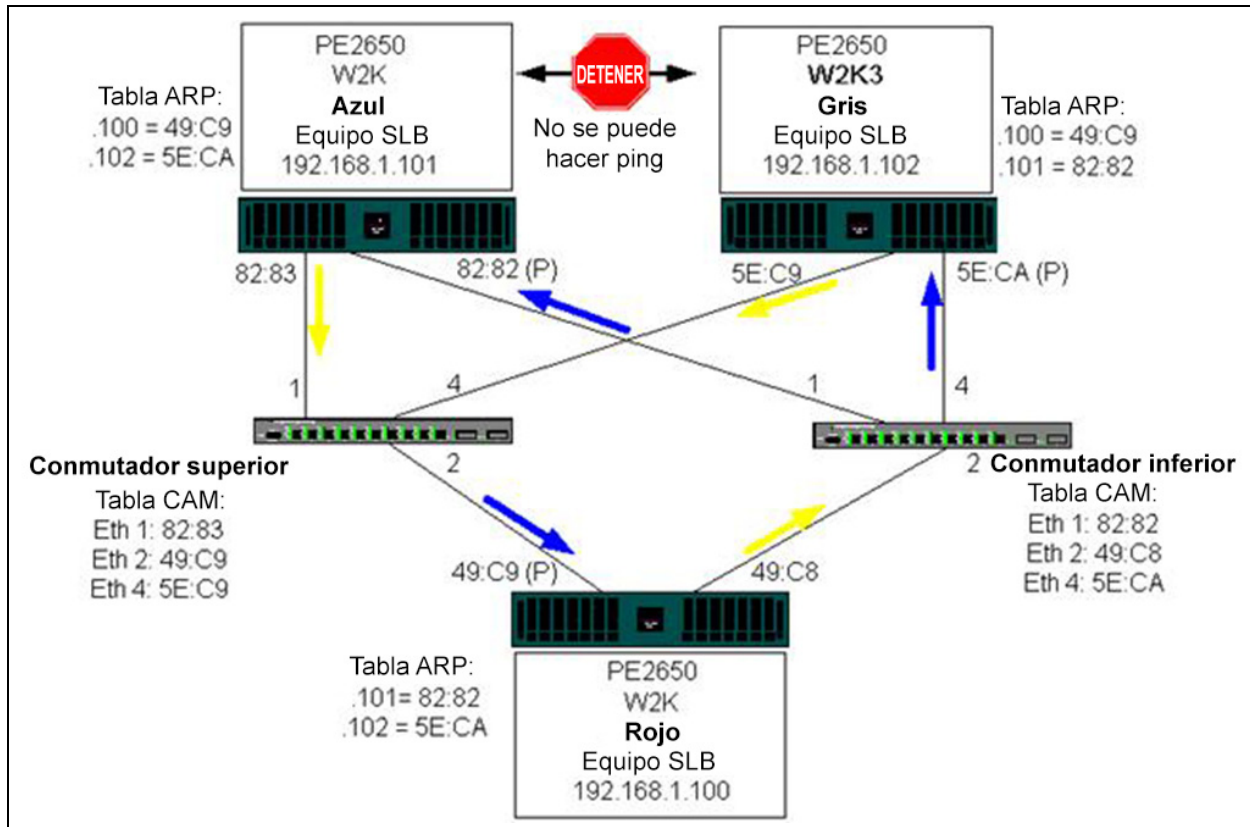 PE2650
W2K
Azul
Equipo SLB
192.168.1.101
Tabla ARP:
.100 = 49:C9
.102 = 5E:CA
DETENER
No se puede
hacer ping
PE2650
W2K3
Gris
Equipo SLB
192.168.1.102
Tabla ARP:
.100 = 49:C9
.101 = 82:82
82:83
82:82 (P)
5E:C9
5E:CA (P)
1
4
1
4
2
2
Conmutador superior
Tabla CAM:
Eth 1: 82:83
Eth 2: 49:C9
Eth 4: 5E:C9
Conmutador inferior
Tabla CAM:
Eth 1: 82:82
Eth 2: 49:C8
Eth 4: 5E:CA
49:C9 (P)
49:C8
Tabla ARP:
.101= 82:82
.102 = 5E:CA
PE2650
W2K
Rojo
Equipo SLB
192.168.1.100